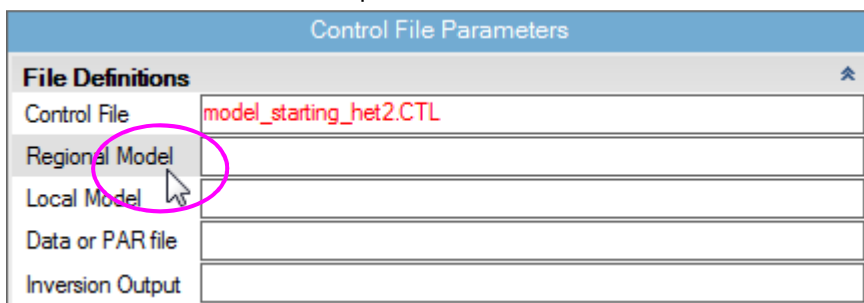 Control File Parameters
File Definitions
Control File model_starting_het2.CTL
Regional Model
Local Model
Data or PAR file
Inversion Output